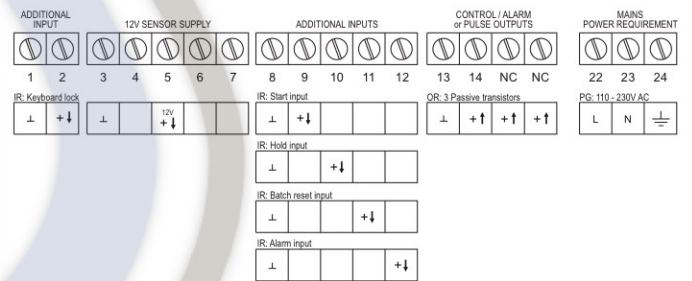 ADDITIONAL INPUT
12V SENSOR SUPPLY
ADDITIONAL INPUTS
CONTROL / ALARM or PULSE OUTPUTS
MAINS POWER REQUIREMENT
1 2 3 4 5 6 7 8 9 10 11 12 13 14 NC NC 22 23 24
IR: Keyboard lock
12V
IR: Start input
OR: 3 Passive transistors
PG: 110 - 230V AC
L N
IR: Hold input
IR: Batch reset input
IR: Alarm input